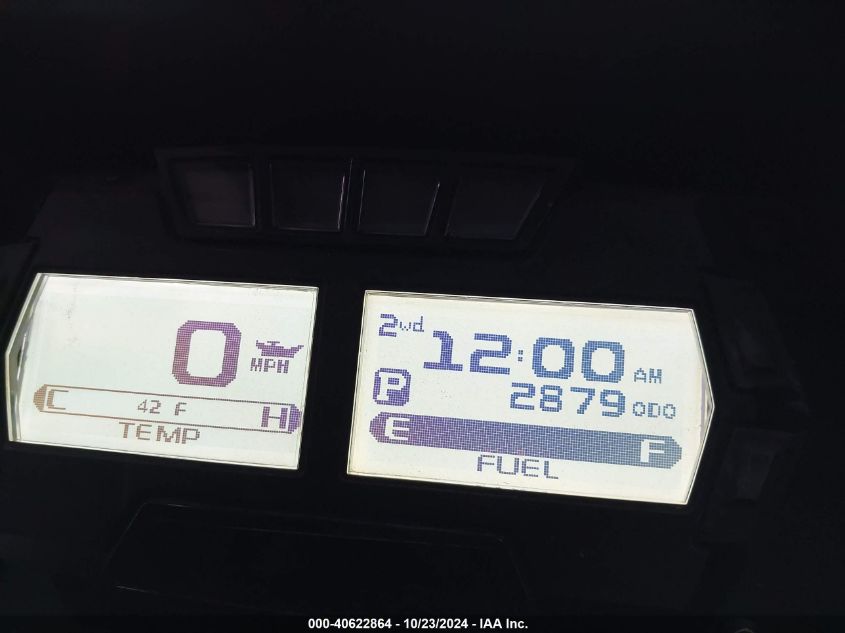 0
MPH
C 42 F H
TEMP
2wd 12:00 AM
P 2879 ODO
E F
FUEL
000-40622864 - 10/23/2024 - IAA Inc.